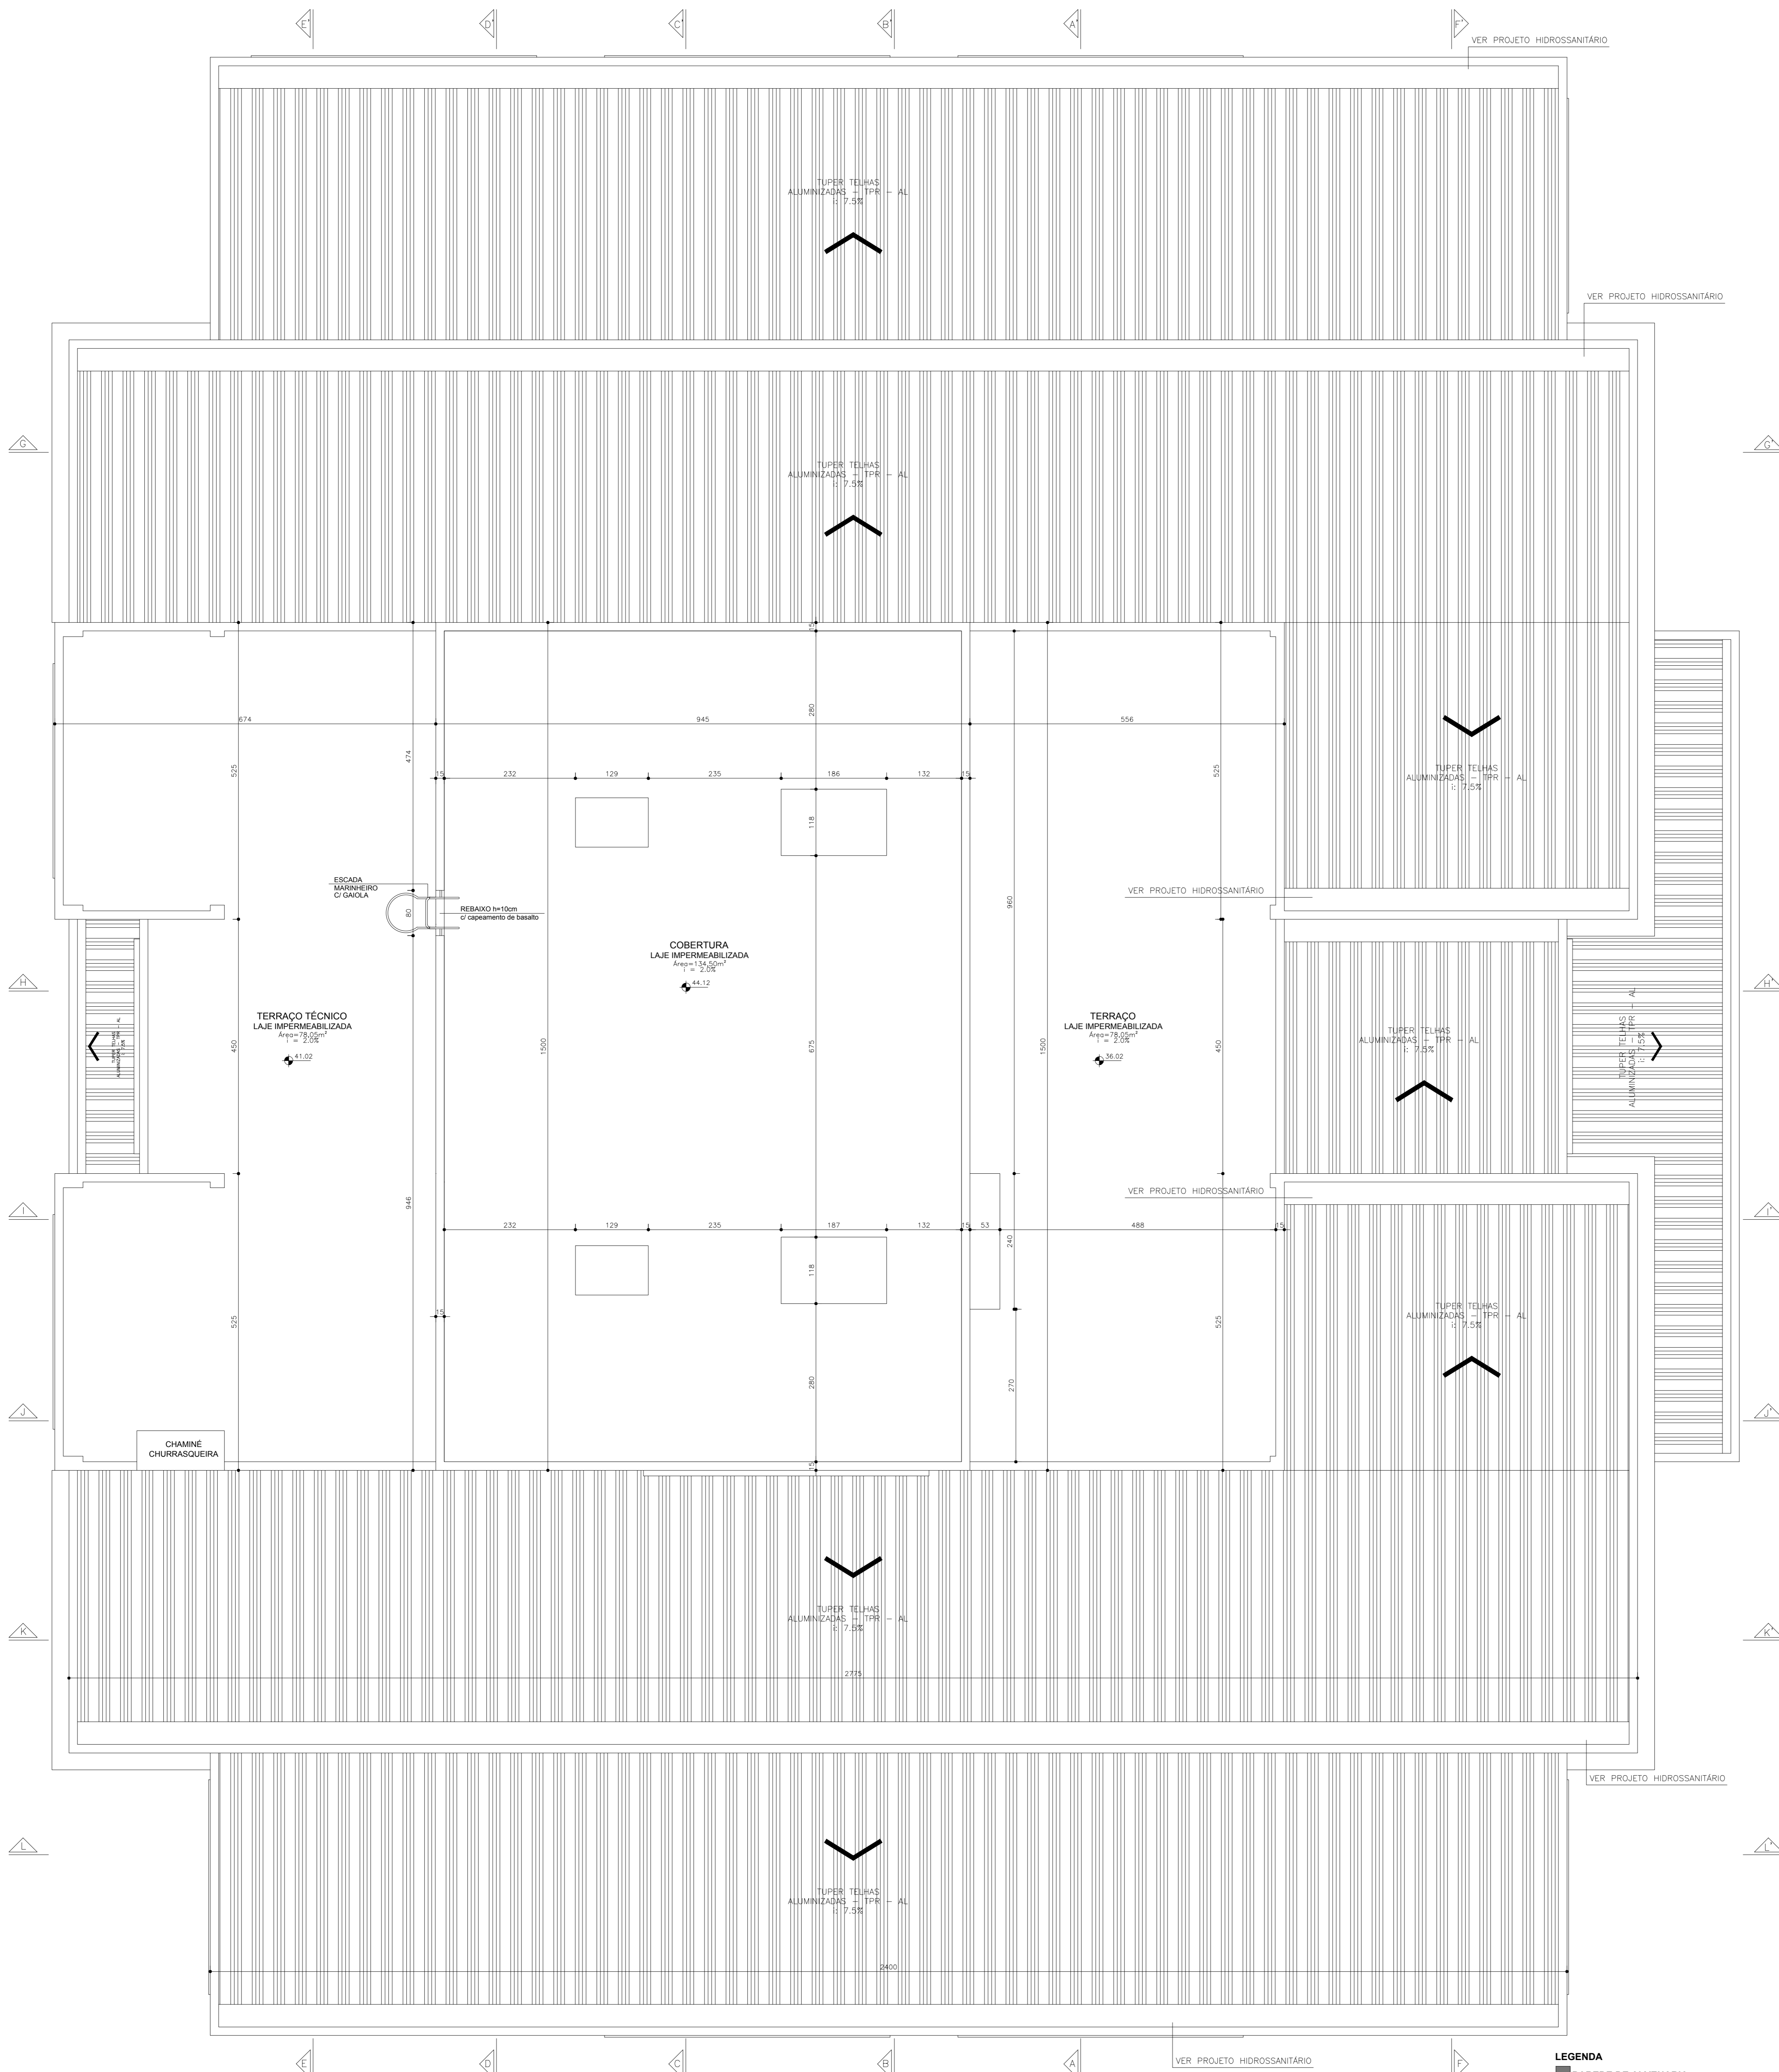 E'
D'
C'
B'
A'
F'
VER PROJETO HIDROSSANITÁRIO
TUPER TELHAS
ALUMINIZADAS – TPR – AL
i: 7.5%
VER PROJETO HIDROSSANITÁRIO
G
G'
TUPER TELHAS
ALUMINIZADAS – TPR – AL
i: 7.5%
15
674
945
556
280
525
474
525
15
232
129
235
186
132
15
TUPER TELHAS
ALUMINIZADAS – TPR – AL
i: 7.5%
118
ESCADA
MARINHEIRO
C/ GAIOLA
80
REBAIXO h=10cm
c/ capeamento de basalto
VER PROJETO HIDROSSANITÁRIO
960
COBERTURA
LAJE IMPERMEABILIZADA
Área=134,50m²
i = 2.0%
44.12
H
H'
TERRAÇO TÉCNICO
LAJE IMPERMEABILIZADA
Área=78,05m²
i = 2.0%
41.02
TERRAÇO
LAJE IMPERMEABILIZADA
Área=78,05m²
i = 2.0%
36.02
TUPER TELHAS
ALUMINIZADAS – TPR – AL
i: 7.5%
TUPER TELHAS
ALUMINIZADAS – TPR – AL
i: 7.5%
TUPER TELHAS
ALUMINIZADAS – TPR – AL
i: 7.5%
450
1500
675
1500
450
VER PROJETO HIDROSSANITÁRIO
I
I'
946
232
129
235
187
132
15
53
488
15
240
118
15
525
525
TUPER TELHAS
ALUMINIZADAS – TPR – AL
i: 7.5%
280
270
J
J'
CHAMINÉ
CHURRASQUEIRA
15
TUPER TELHAS
ALUMINIZADAS – TPR – AL
i: 7.5%
K
K'
2775
VER PROJETO HIDROSSANITÁRIO
L
L'
TUPER TELHAS
ALUMINIZADAS – TPR – AL
i: 7.5%
2400
E
D
C
B
A
F
VER PROJETO HIDROSSANITÁRIO
LEGENDA